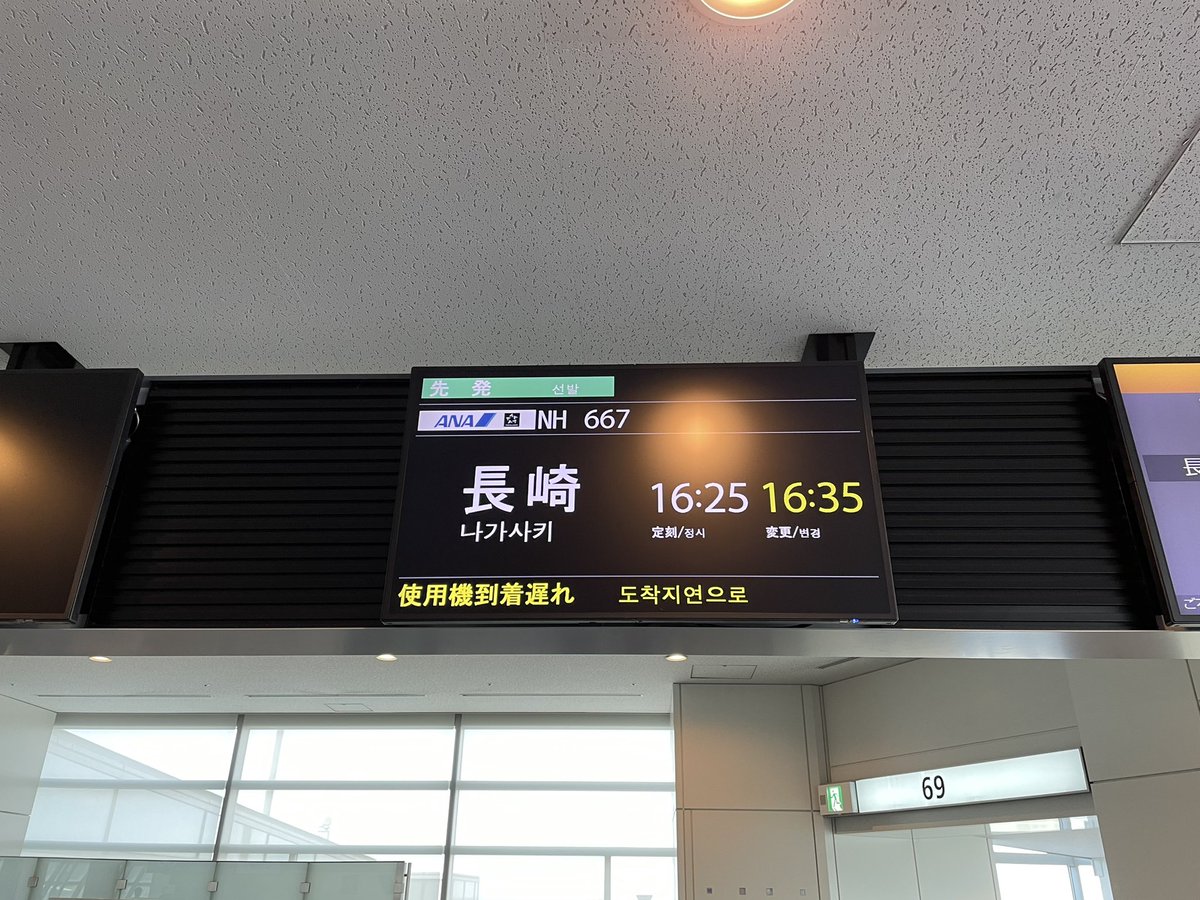 先発 선발
ANA NH 667
長崎 16:25 16:35
나가사키 定刻/정시 変更/변경
使用機到着遅れ 도착지연으로
長
ご
69